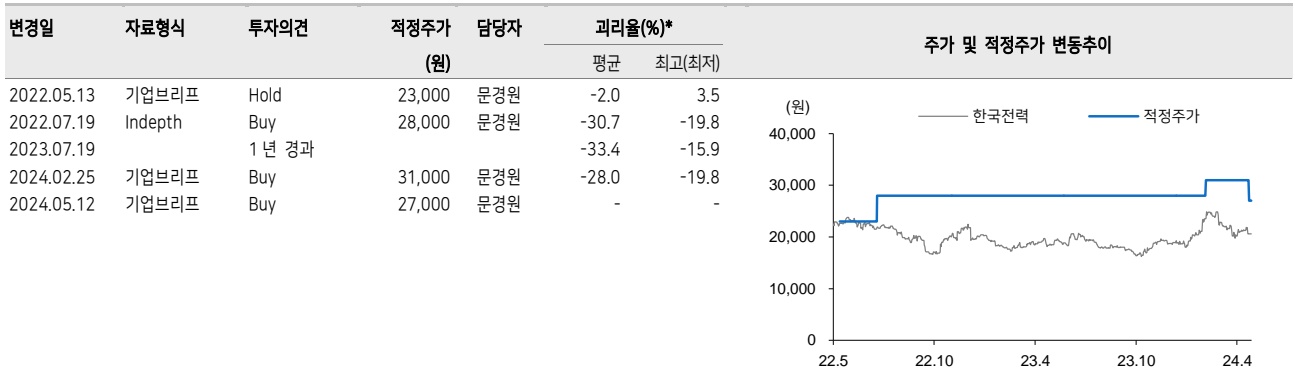 변경일 자료형식 투자의견 적정주가 담당자 괴리율(%)* 주가 및 적정주가 변동추이
(원) 평균 최고(최저)
2022.05.13 기업브리프 Hold 23,000 문경원 -2.0 3.5
2022.07.19 Indepth Buy 28,000 문경원 -30.7 -19.8
2023.07.19 1년 경과 -33.4 -15.9
2024.02.25 기업브리프 Buy 31,000 문경원 -28.0 -19.8
2024.05.12 기업브리프 Buy 27,000 문경원 - -
(원) 한국전력 적정주가
40,000
30,000
20,000
10,000
0
22.5 22.10 23.4 23.10 24.4